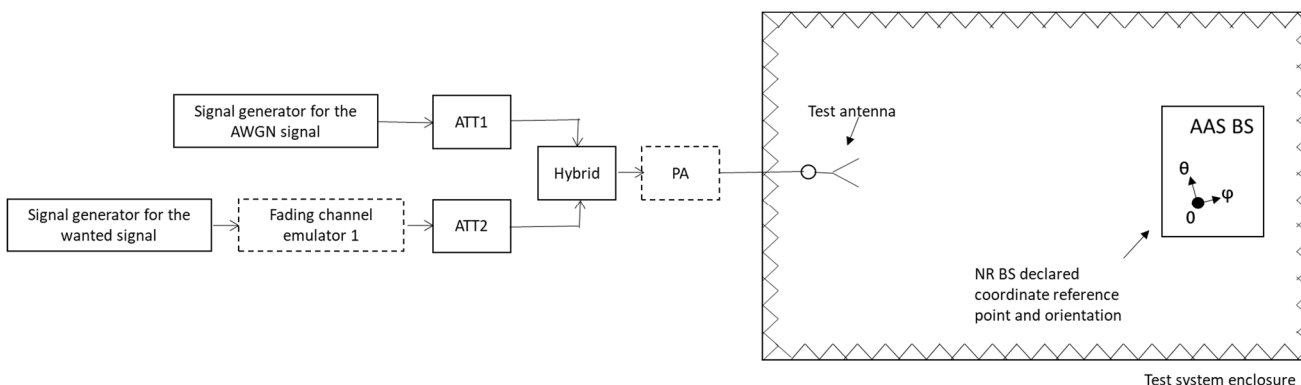 Signal generator for the
AWGN signal
ATT1
Hybrid
PA
Signal generator for the
wanted signal
Fading channel
emulator 1
ATT2
Test antenna
AAS BS
θ
φ
0
NR BS declared
coordinate reference
point and orientation
Test system enclosure